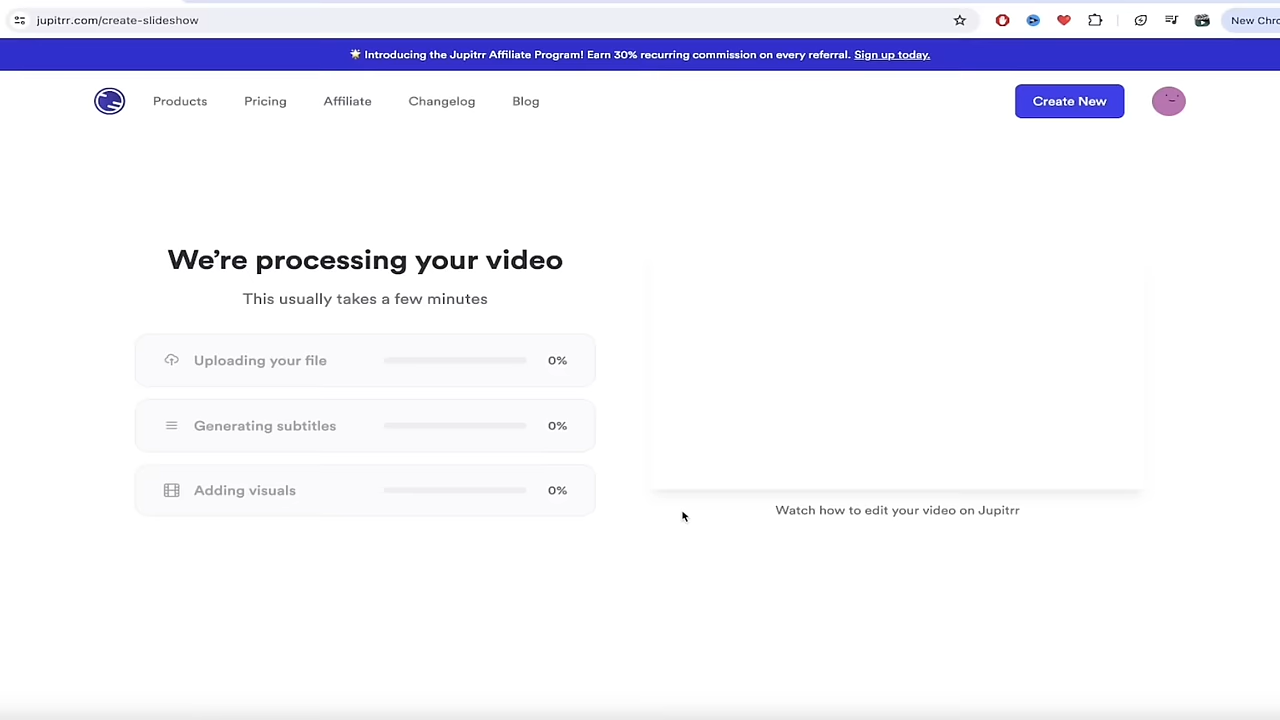 jupitrr.com/create-slideshow
New Chro
🌟 Introducing the Jupitrr Affiliate Program! Earn 30% recurring commission on every referral. Sign up today.
Products
Pricing
Affiliate
Changelog
Blog
Create New
We’re processing your video
This usually takes a few minutes
Uploading your file 0%
Generating subtitles 0%
Adding visuals 0%
Watch how to edit your video on Jupitrr